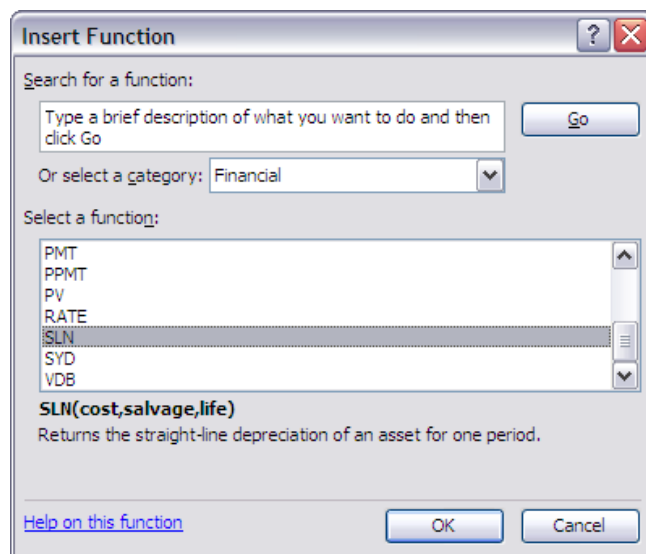 Insert Function
Search for a function:
Type a brief description of what you want to do and then
click Go
Go
Or select a category: Financial
Select a function:
PMT
PPMT
PV
RATE
SLN
SYD
VDB
SLN(cost,salvage,life)
Returns the straight-line depreciation of an asset for one period.
Help on this function
OK
Cancel